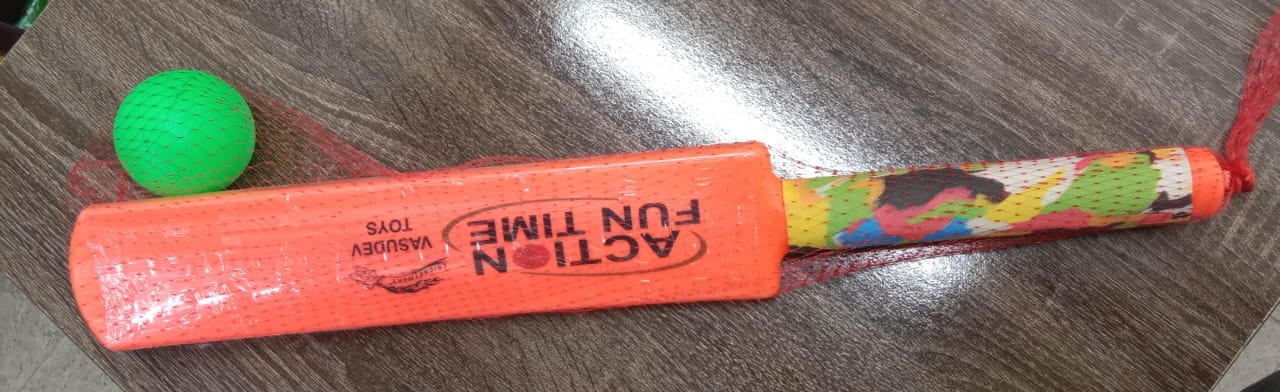 ACTION
FUN TIME
VASUDEV
TOYS